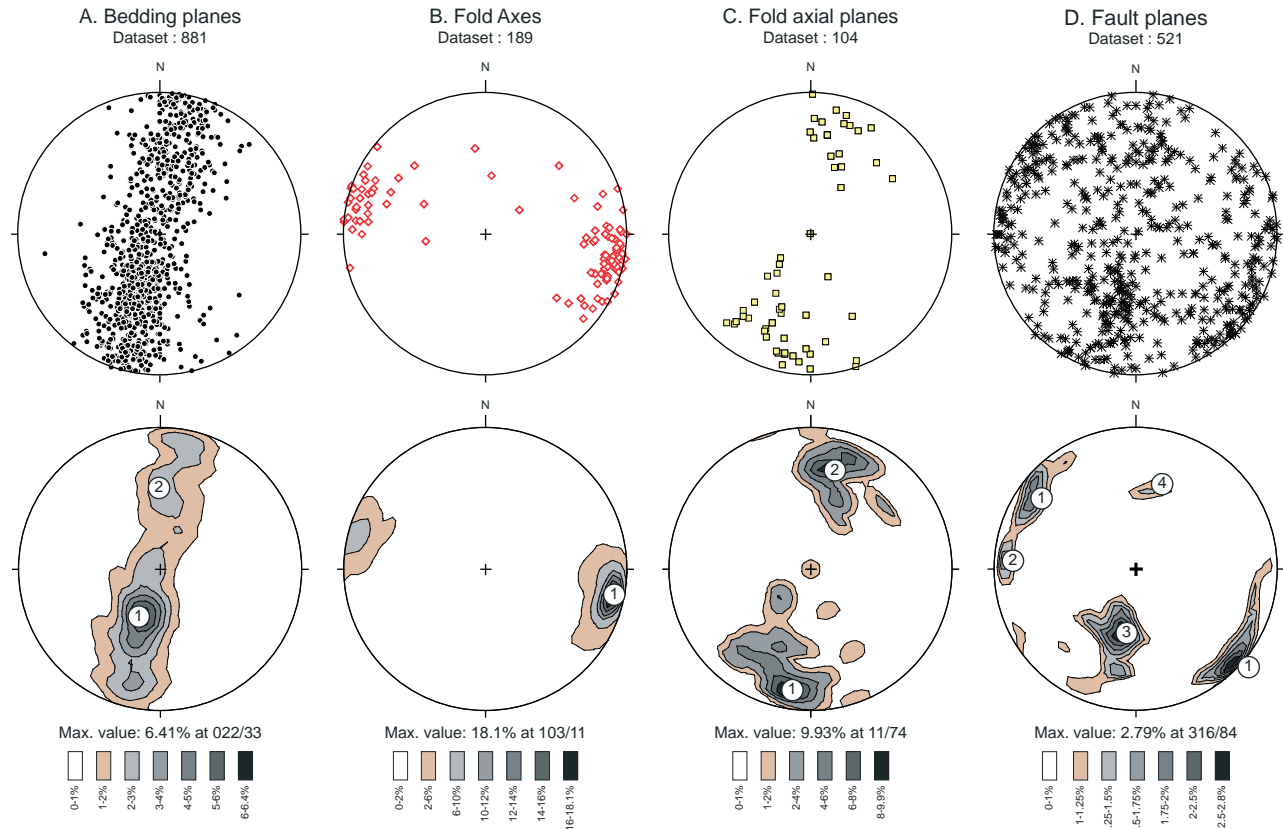 A. Bedding planes
Dataset : 881
B. Fold Axes
Dataset : 189
C. Fold axial planes
Dataset : 104
D. Fault planes
Dataset : 521
N
N
N
N
N
N
N
N
2
1
1
2
1
1
2
3
4
1
Max. value: 6.41% at 022/33
Max. value: 18.1% at 103/11
Max. value: 9.93% at 11/74
Max. value: 2.79% at 316/84
0-1%
1-2%
2-3%
3-4%
4-5%
5-6%
6-6.4%
0-2%
2-6%
6-10%
10-12%
12-14%
14-16%
16-18.1%
0-1%
1-2%
2-4%
4-6%
6-8%
8-9.9%
0-1%
1-1.25%
.25-1.5%
.5-1.75%
1.75-2%
2-2.5%
2.5-2.8%